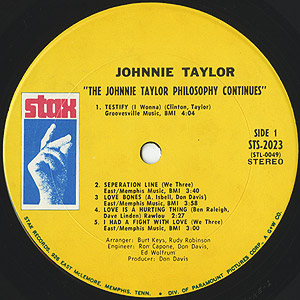 JOHNNIE TAYLOR
"THE JOHNNIE TAYLOR PHILOSOPHY CONTINUES"
1. TESTIFY (I Wonna) (Clinton, Taylor)
Groovesville Music, BMI 4:04
stax
SIDE 1
STS-2023
(STL-0049)
STEREO
2. SEPERATION LINE (We Three)
East/Memphis Music, BMI 3:40
3. LOVE BONES (A. Isbell, Don Davis)
East/Memphis Music, BMI 3:58
4. LOVE IS A HURTING THING (Ben Raleigh,
Dave Linden) Rawlou 2:27
5. I HAD A FIGHT WITH LOVE (We Three)
East/Memphis Music, BMI 3:05
Arranger: Burt Keys, Rudy Robinson
Engineer: Ron Capone, Don Davis,
Ed Wolfrum
Producer: Don Davis
STAX RECORDS, 926 EAST McLEMORE, MEMPHIS, TENN. • DIV. OF PARAMOUNT PICTURES CORP. A G+W CO.